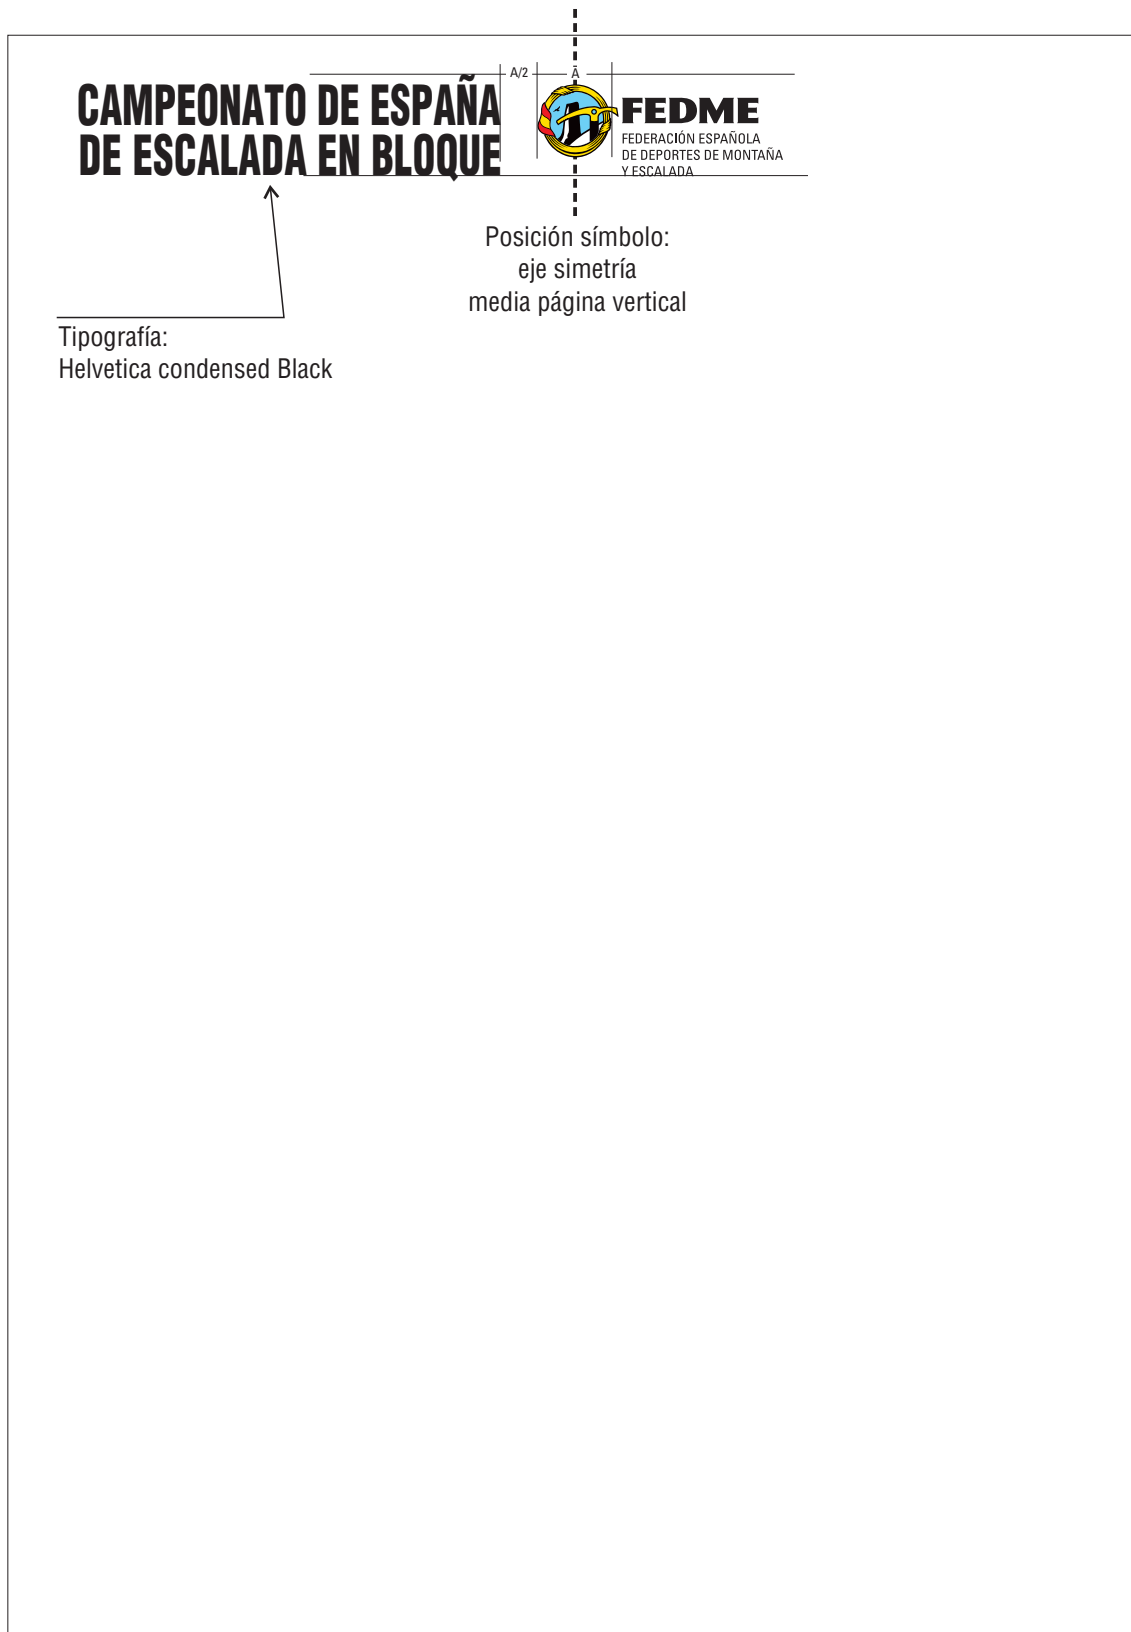 CAMPEONATO DE ESPAÑA
DE ESCALADA EN BLOQUE
A/2
A
FEDME
FEDERACIÓN ESPAÑOLA
DE DEPORTES DE MONTAÑA
Y ESCALADA
Posición símbolo:
eje simetría
media página vertical
Tipografía:
Helvetica condensed Black